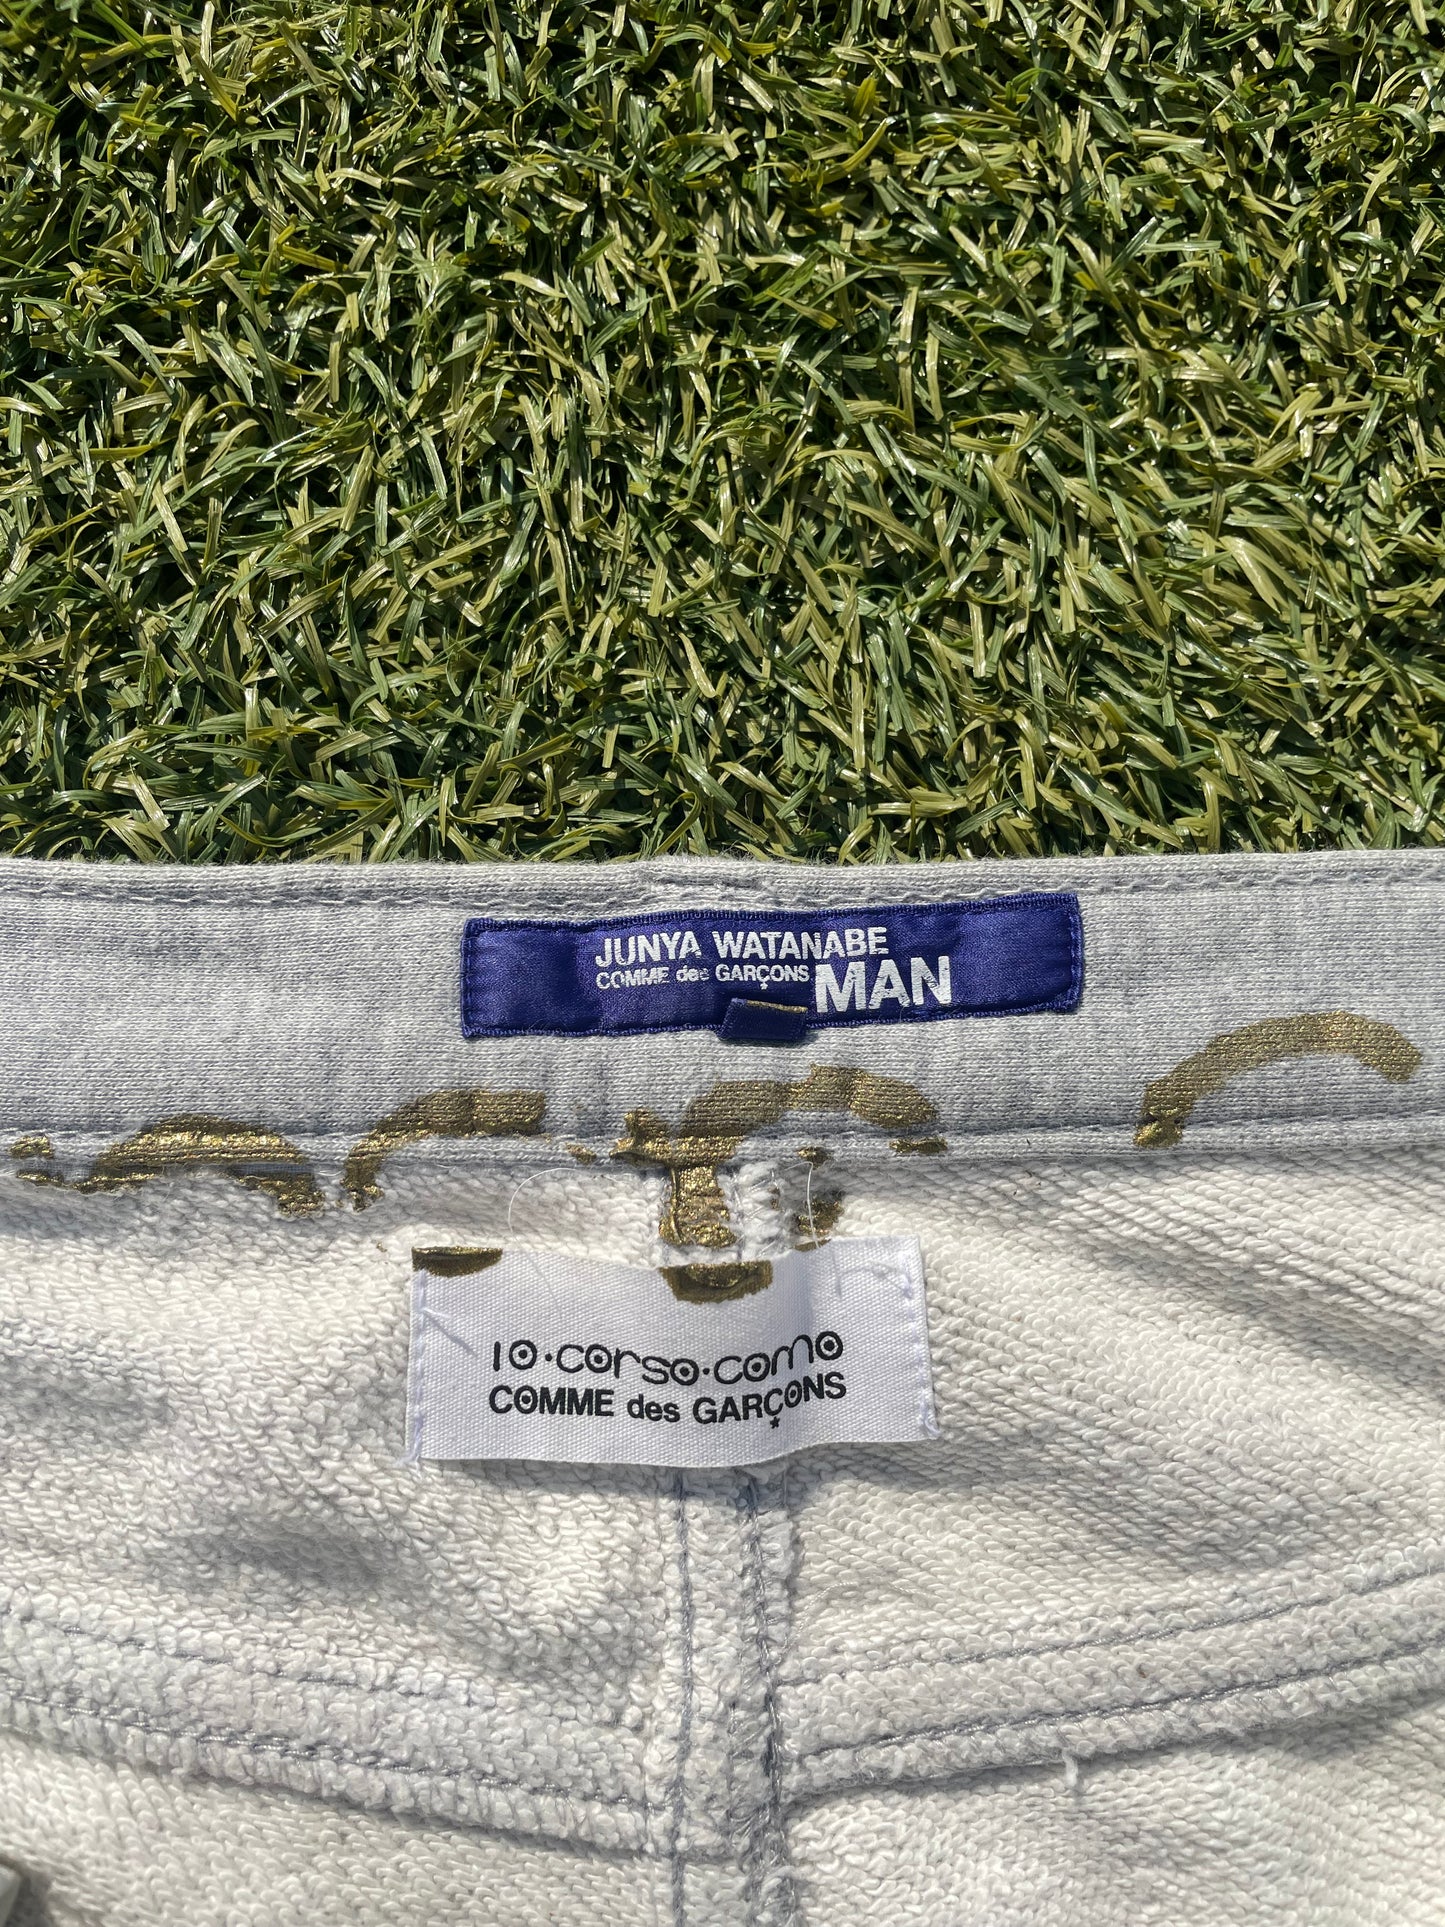 JUNYA WATANABE
COMME des GARÇONS MAN
10·corso·como
COMME des GARÇONS